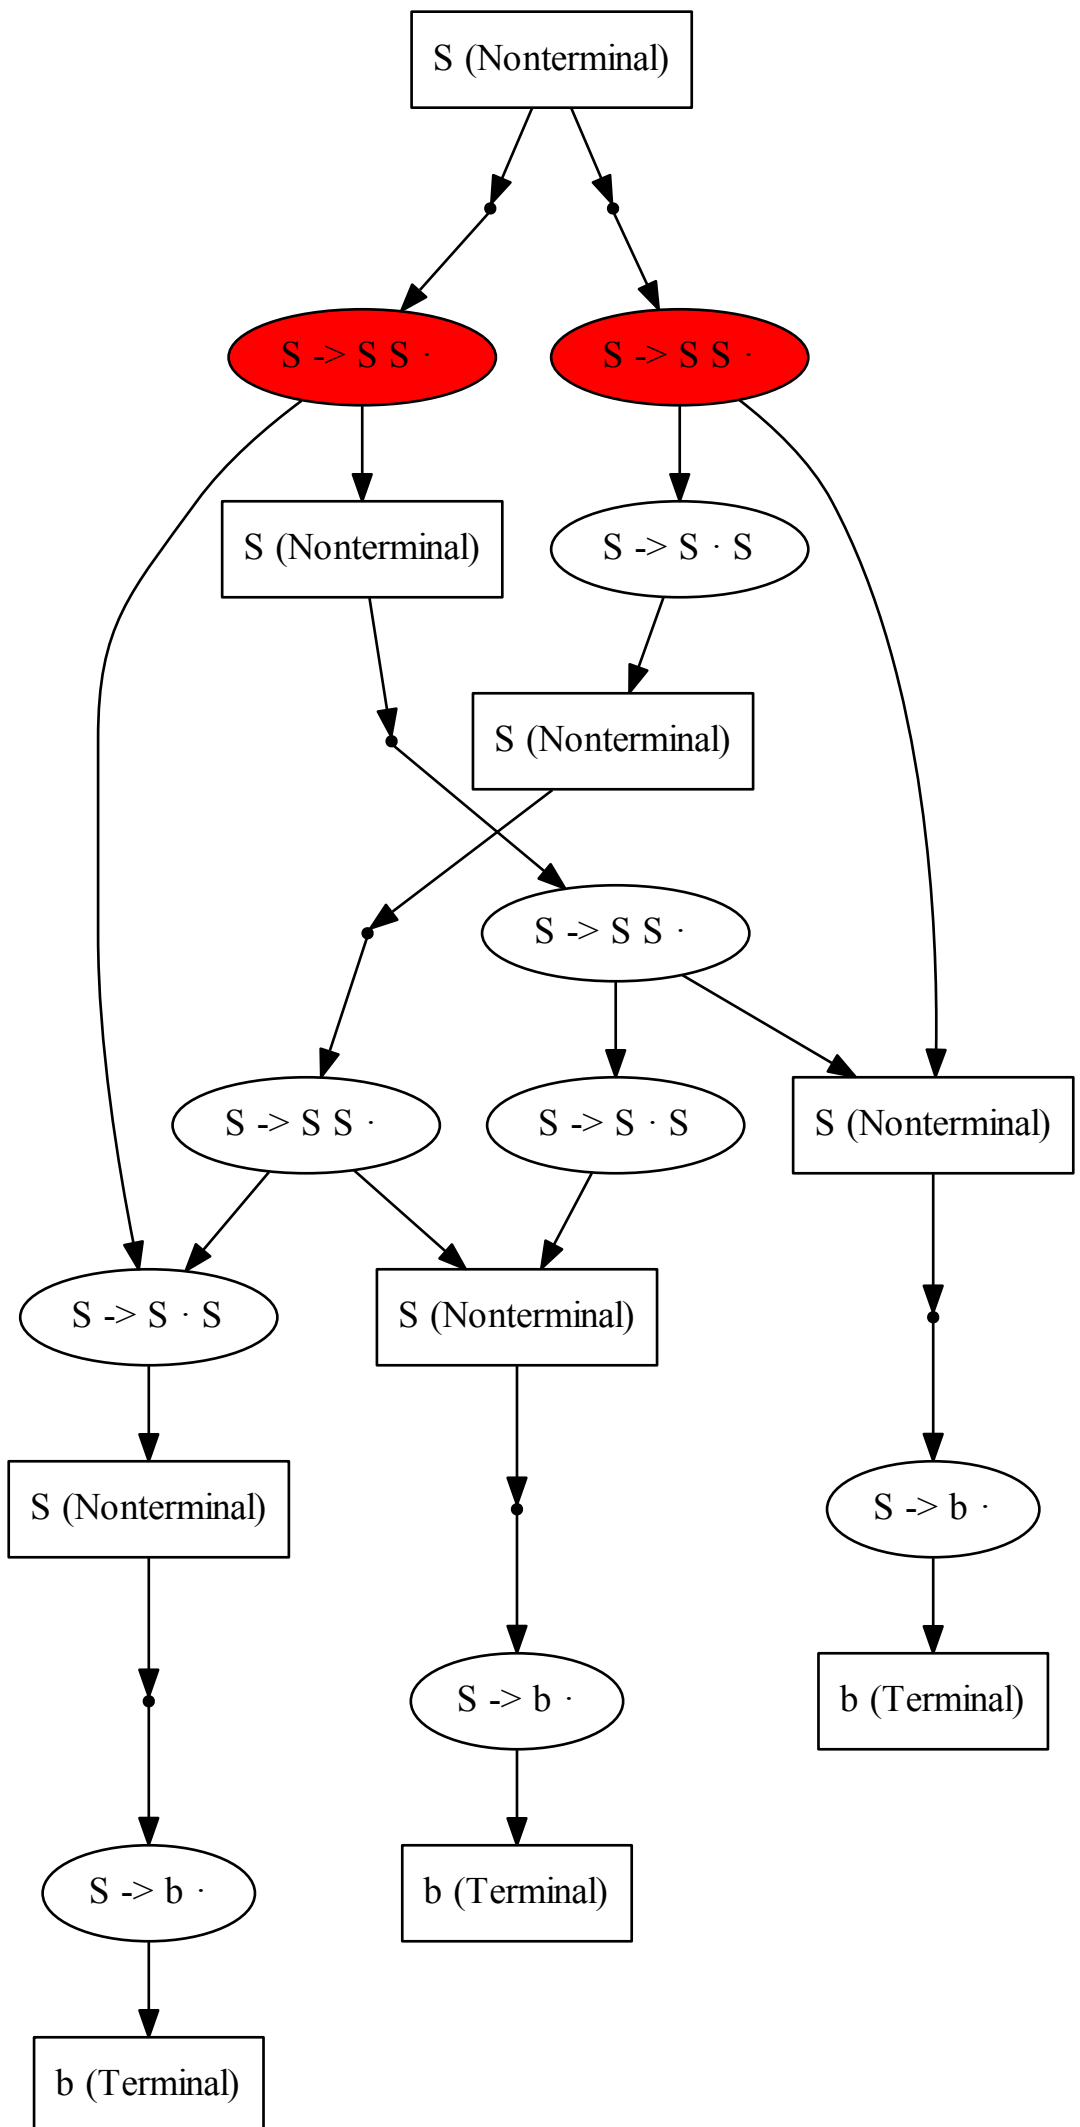 S (Nonterminal)
S -> S S ·
S -> S S ·
S (Nonterminal)
S -> S · S
S (Nonterminal)
S -> S S ·
S -> S S ·
S -> S · S
S (Nonterminal)
S -> S · S
S (Nonterminal)
S (Nonterminal)
S -> b ·
S -> b ·
b (Terminal)
S -> b ·
b (Terminal)
b (Terminal)